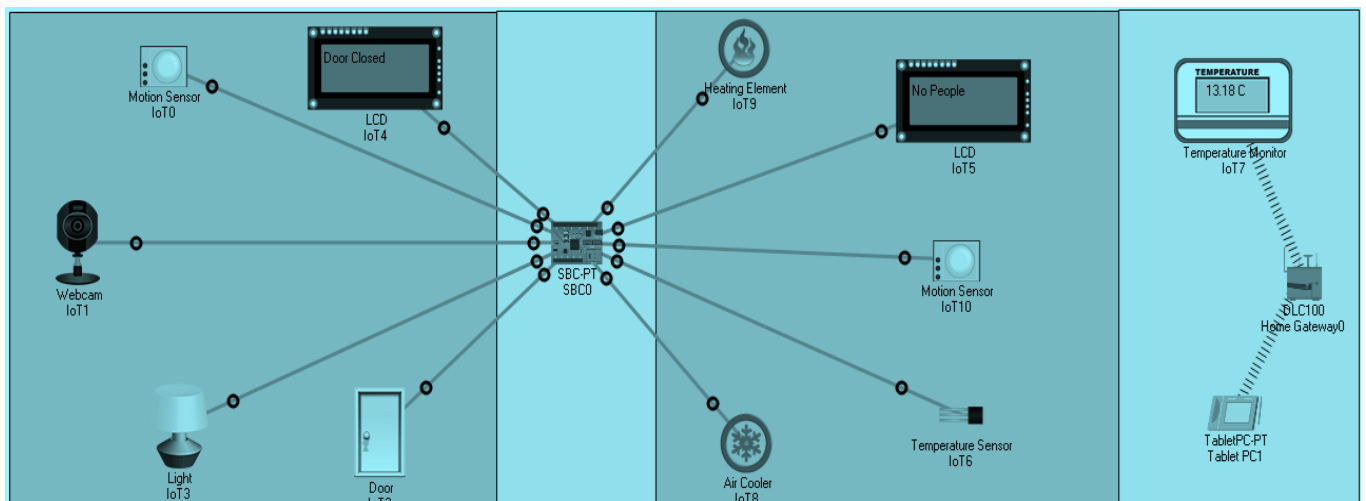 Motion Sensor
IoT0
Door Closed
LCD
IoT4
Webcam
IoT1
Light
IoT3
Door
SBC-PT
SBC0
Heating Element
IoT9
No People
LCD
IoT5
Motion Sensor
IoT10
Temperature Sensor
IoT6
Air Cooler
IoT8
TEMPERATURE
13.18 C
Temperature Monitor
IoT7
DLC100
Home Gateway0
TabletPC-PT
Tablet PC1